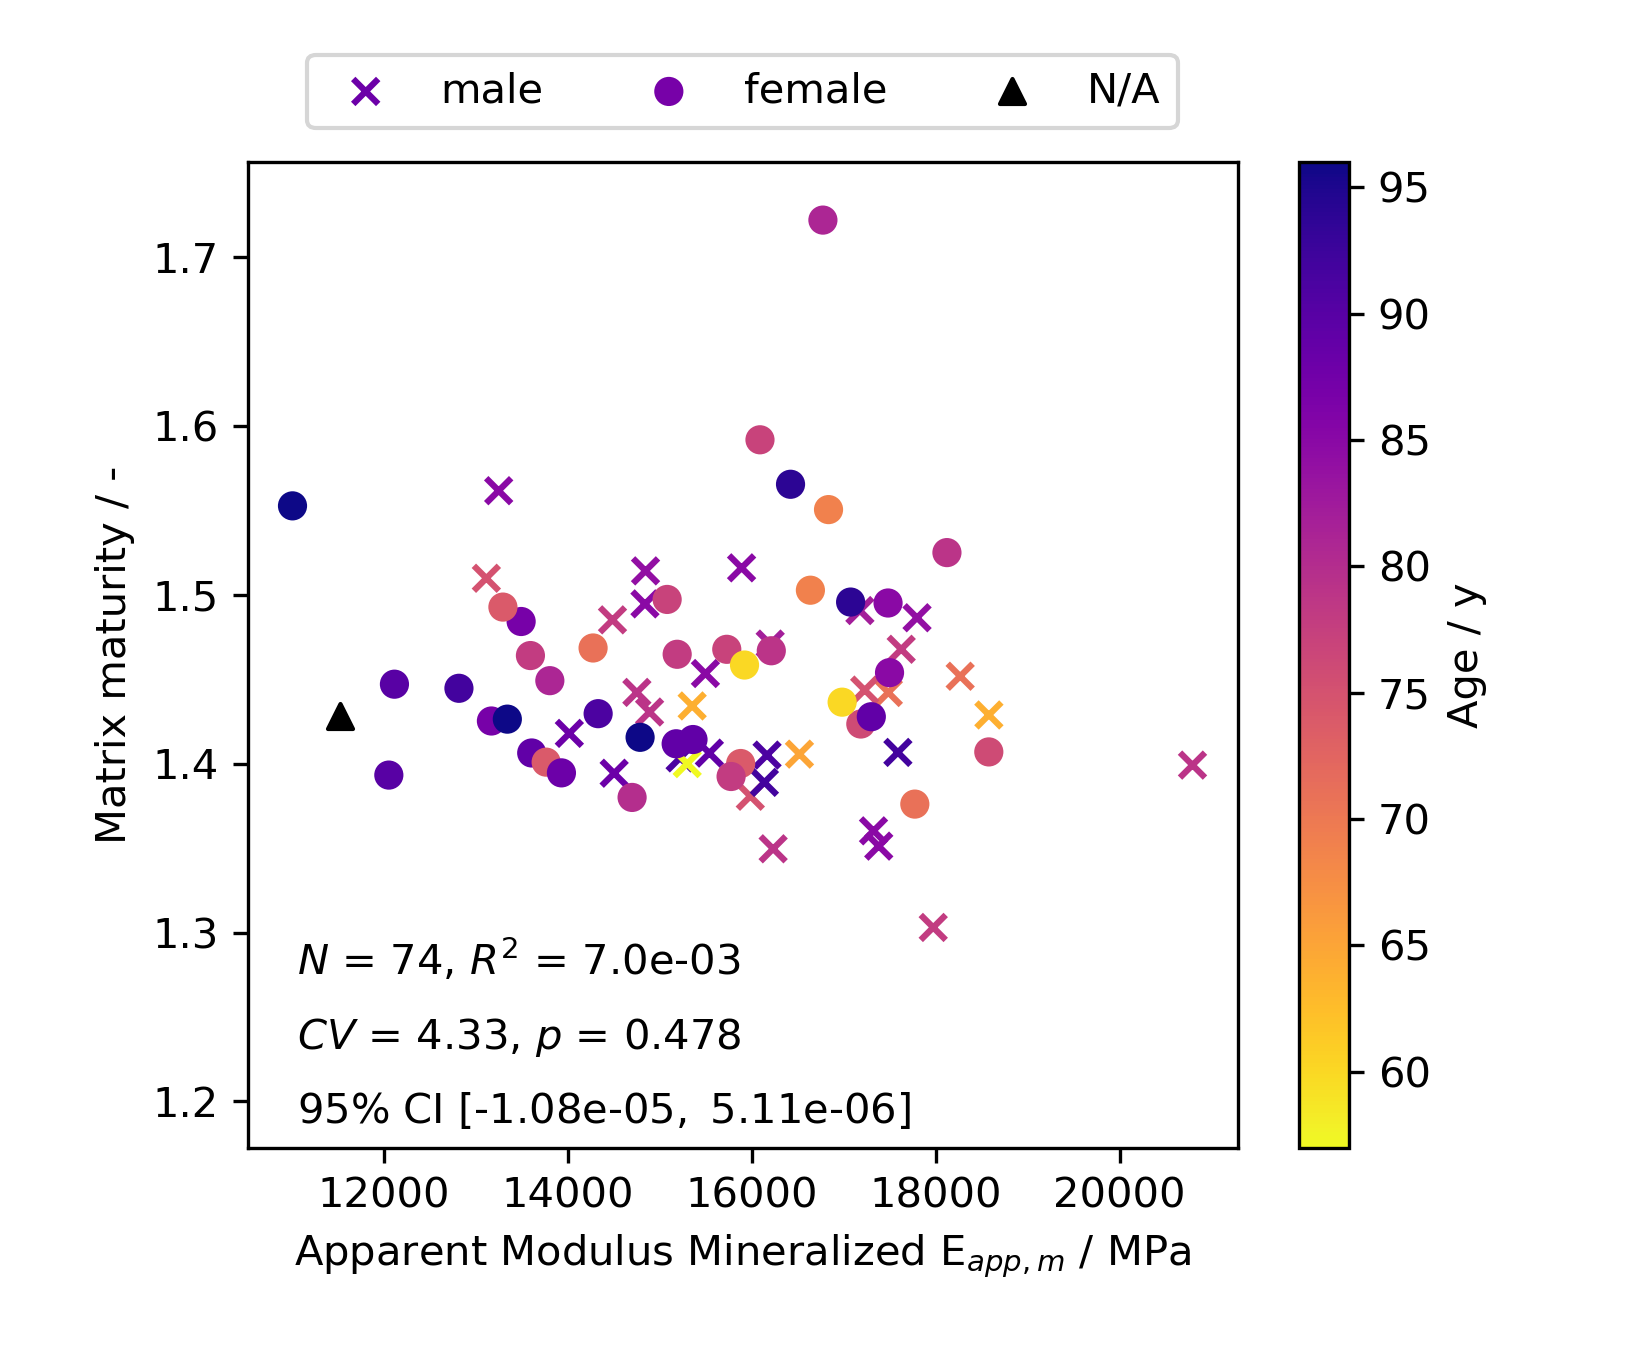 male female N/A
1.7
1.6
1.5
1.4
1.3
1.2
Matrix maturity / -
N = 74, R² = 7.0e-03
CV = 4.33, p = 0.478
95% CI [-1.08e-05, 5.11e-06]
12000 14000 16000 18000 20000
Apparent Modulus Mineralized E_{app,m} / MPa
95
90
85
80
75
70
65
60
Age / y